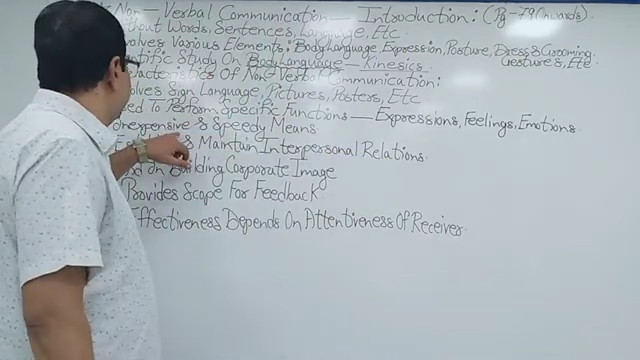 Non – Verbal Communication — Introduction: (Pg – 79 Onwards).
Without Words, Sentences, Language, Etc.
Involves Various Elements: Body Language Expression, Posture, Dress & Grooming, Gestures, Etc
Scientific Study On Body Language — Kinesics.
Characteristics Of Non-Verbal Communication:
Involves Sign Language, Pictures, Posters, Etc
Used To Perform Specific Functions — Expressions, Feelings, Emotions.
Inexpensive & Speedy Means.
& Maintain Interpersonal Relations.
On Building Corporate Image
Provides Scope For Feedback.
Effectiveness Depends On Attentiveness Of Receiver.